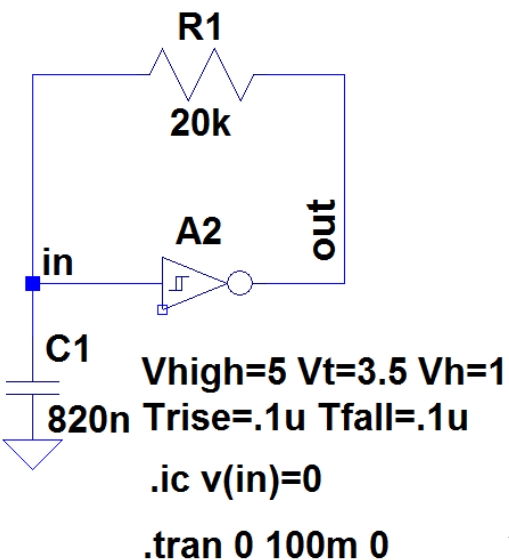 R1
20k
out
A2
in
C1
820n
Vhigh=5 Vt=3.5 Vh=1
Trise=.1u Tfall=.1u
.ic v(in)=0
.tran 0 100m 0